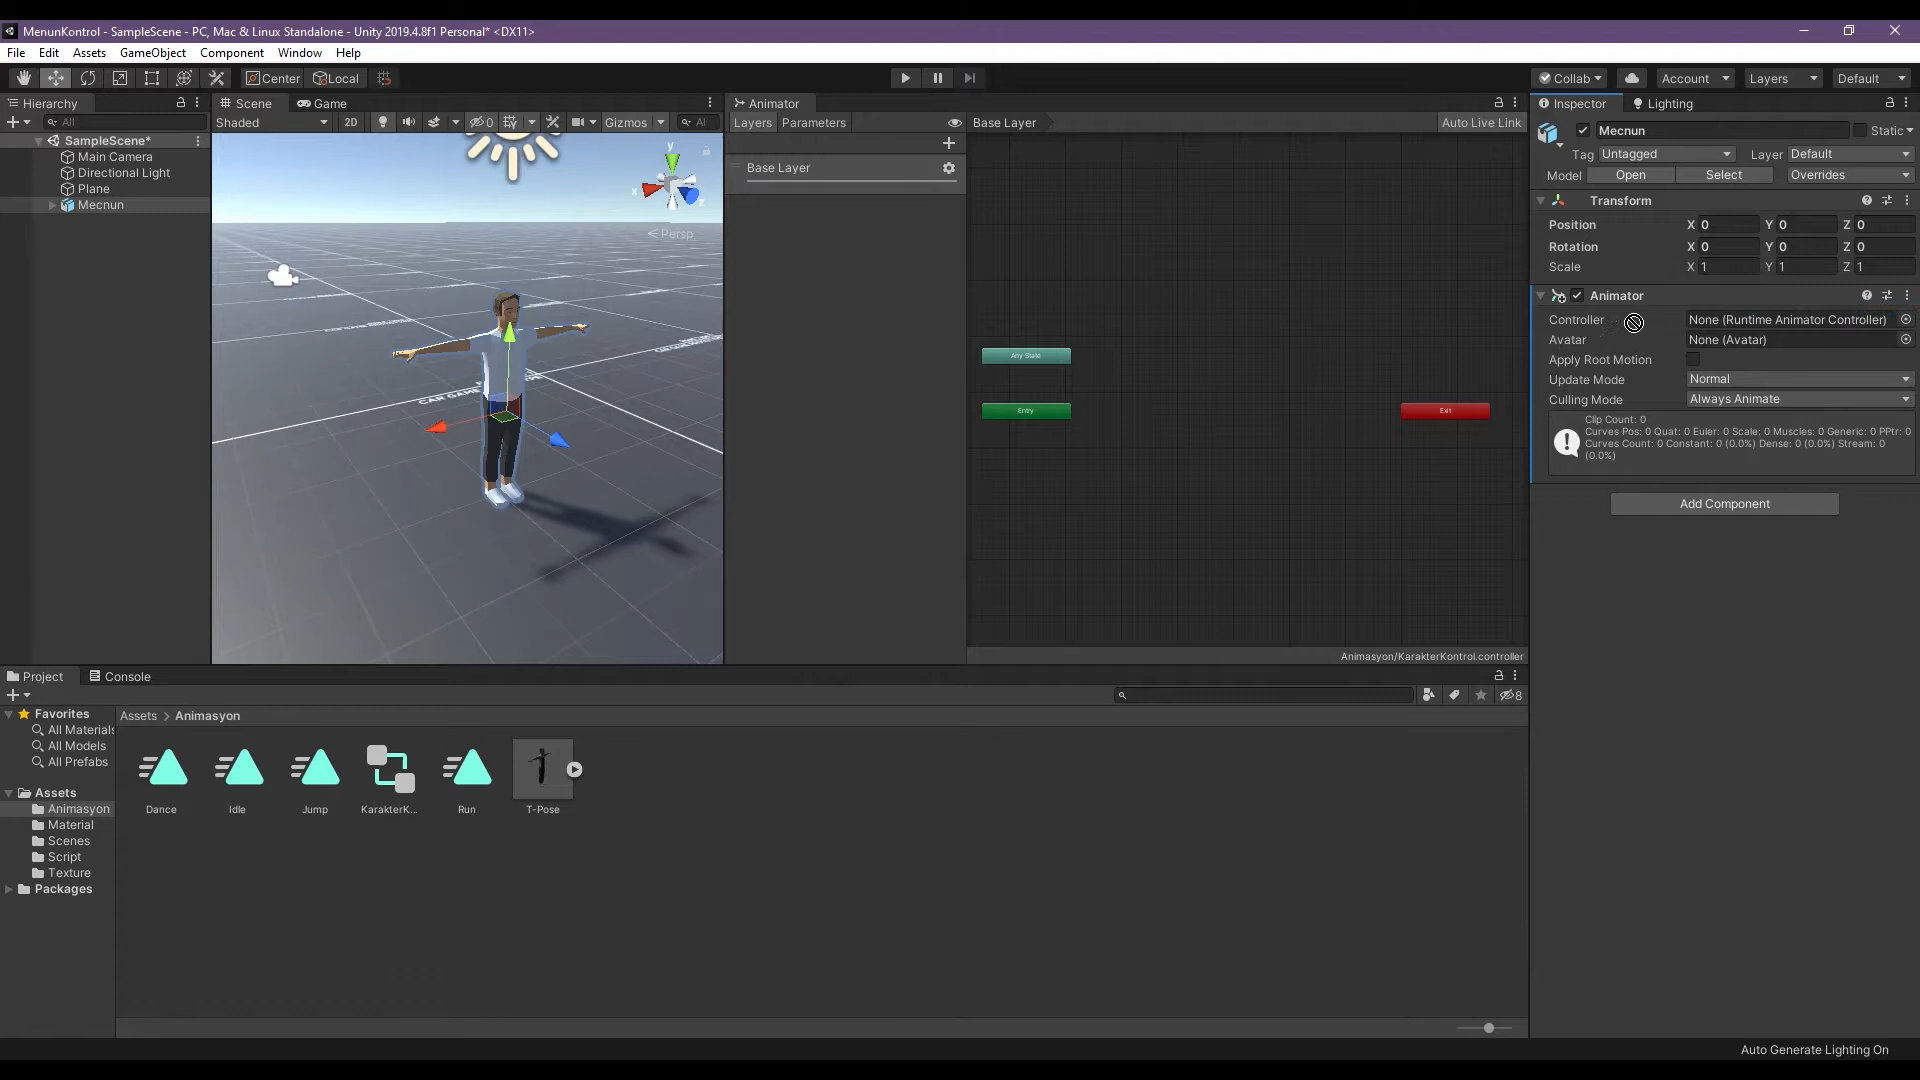 MenunKontrol - SampleScene - PC, Mac & Linux Standalone - Unity 2019.4.8f1 Personal* <DX11>
File Edit Assets GameObject Component Window Help
Center Local Collab Account Layers Default
Hierarchy
All
SampleScene*
Main Camera
Directional Light
Plane
Mecnun
Scene Game
Shaded 2D 0 Gizmos Al
y
x z
Persp
Animator
Layers Parameters
Base Layer
Base Layer Auto Live Link
Any State
Entry
Exit
Animasyon/KarakterKontrol.controller
Inspector Lighting
Mecnun Static
Tag Untagged Layer Default
Model Open Select Overrides
Transform
Position X 0 Y 0 Z 0
Rotation X 0 Y 0 Z 0
Scale X 1 Y 1 Z 1
Animator
Controller None (Runtime Animator Controller)
Avatar None (Avatar)
Apply Root Motion
Update Mode Normal
Culling Mode Always Animate
Clip Count: 0
Curves Pos: 0 Quat: 0 Euler: 0 Scale: 0 Muscles: 0 Generic: 0 PPtr: 0
Curves Count: 0 Constant: 0 (0.0%) Dense: 0 (0.0%) Stream: 0
(0.0%)
Add Component
Project Console
8
Favorites
All Materials
All Models
All Prefabs
Assets
Animasyon
Material
Scenes
Script
Texture
Packages
Assets > Animasyon
Dance Idle Jump KarakterK... Run T-Pose
Auto Generate Lighting On